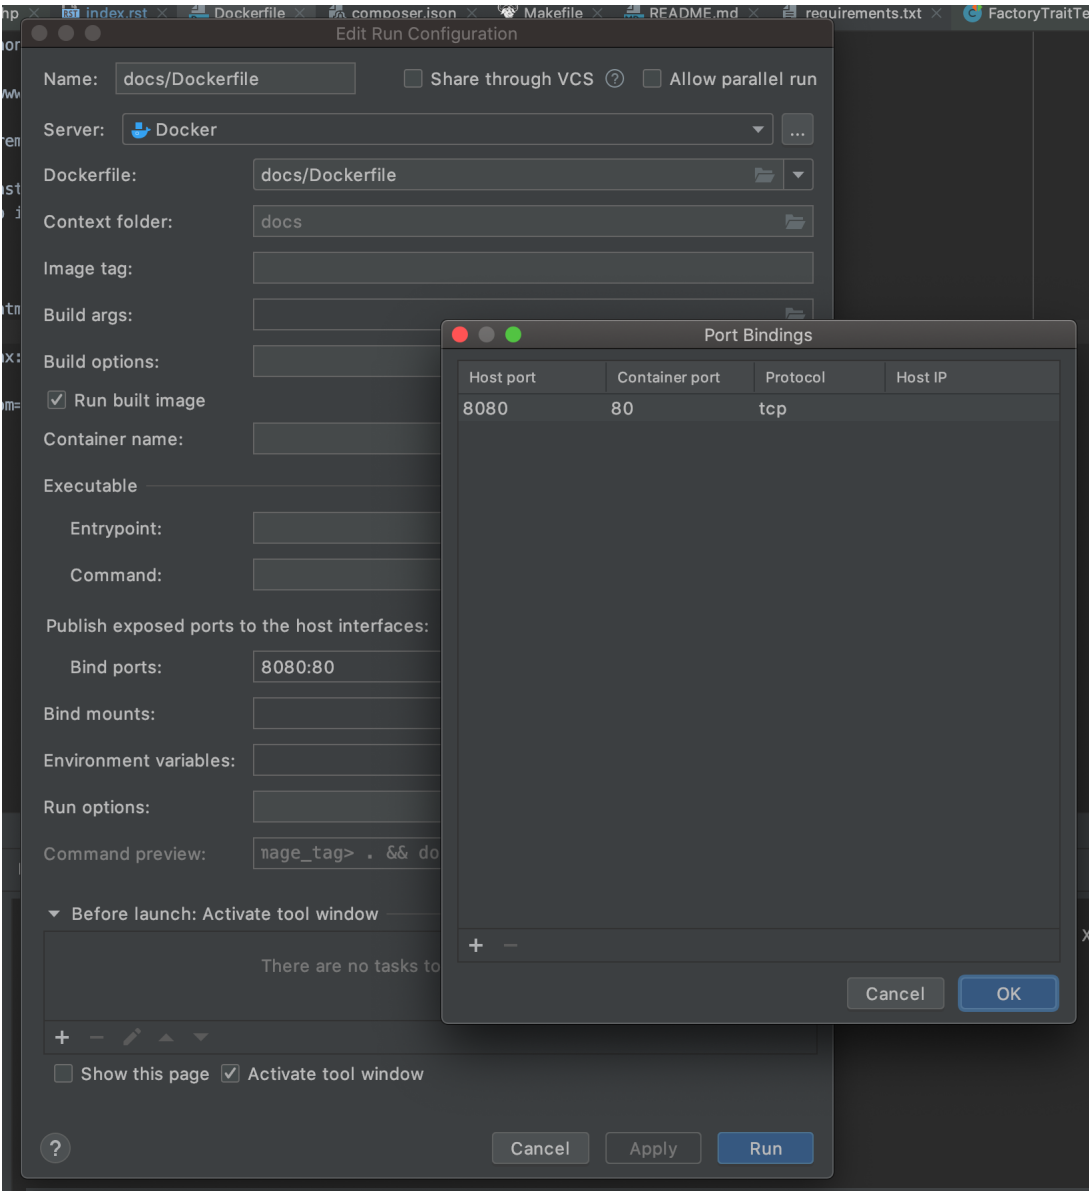 hp index.rst Dockerfile composer.json Makefile README.md requirements.txt FactoryTraitTe
Edit Run Configuration
Name: docs/Dockerfile Share through VCS ? Allow parallel run
Server: Docker ...
Dockerfile: docs/Dockerfile
Context folder: docs
Image tag:
Build args:
Build options:
Run built image
Container name:
Executable
Entrypoint:
Command:
Publish exposed ports to the host interfaces:
Bind ports: 8080:80
Bind mounts:
Environment variables:
Run options:
Command preview: mage_tag> . && do
Before launch: Activate tool window
There are no tasks to
Show this page Activate tool window
? Cancel Apply Run
Port Bindings
Host port Container port Protocol Host IP
8080 80 tcp
Cancel OK